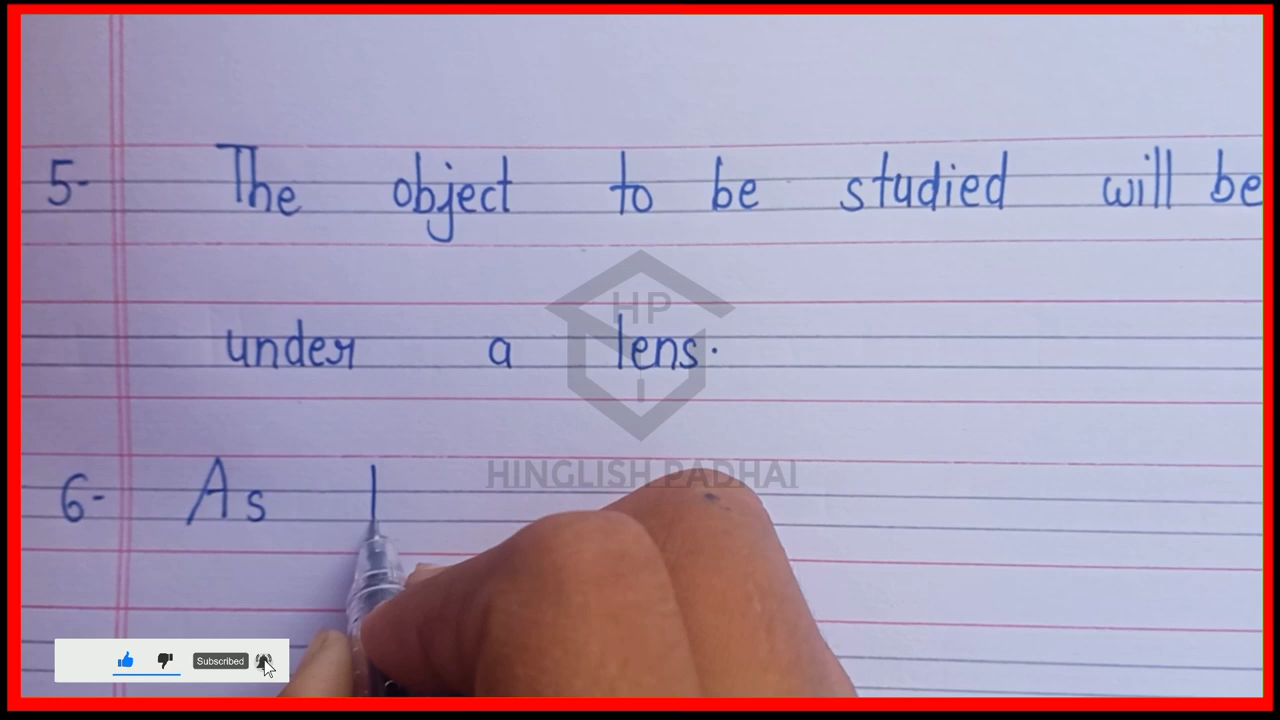 5- The object to be studied will be
HP
under a lens.
I
HINGLISH PADHAI
6- As
Subscribed